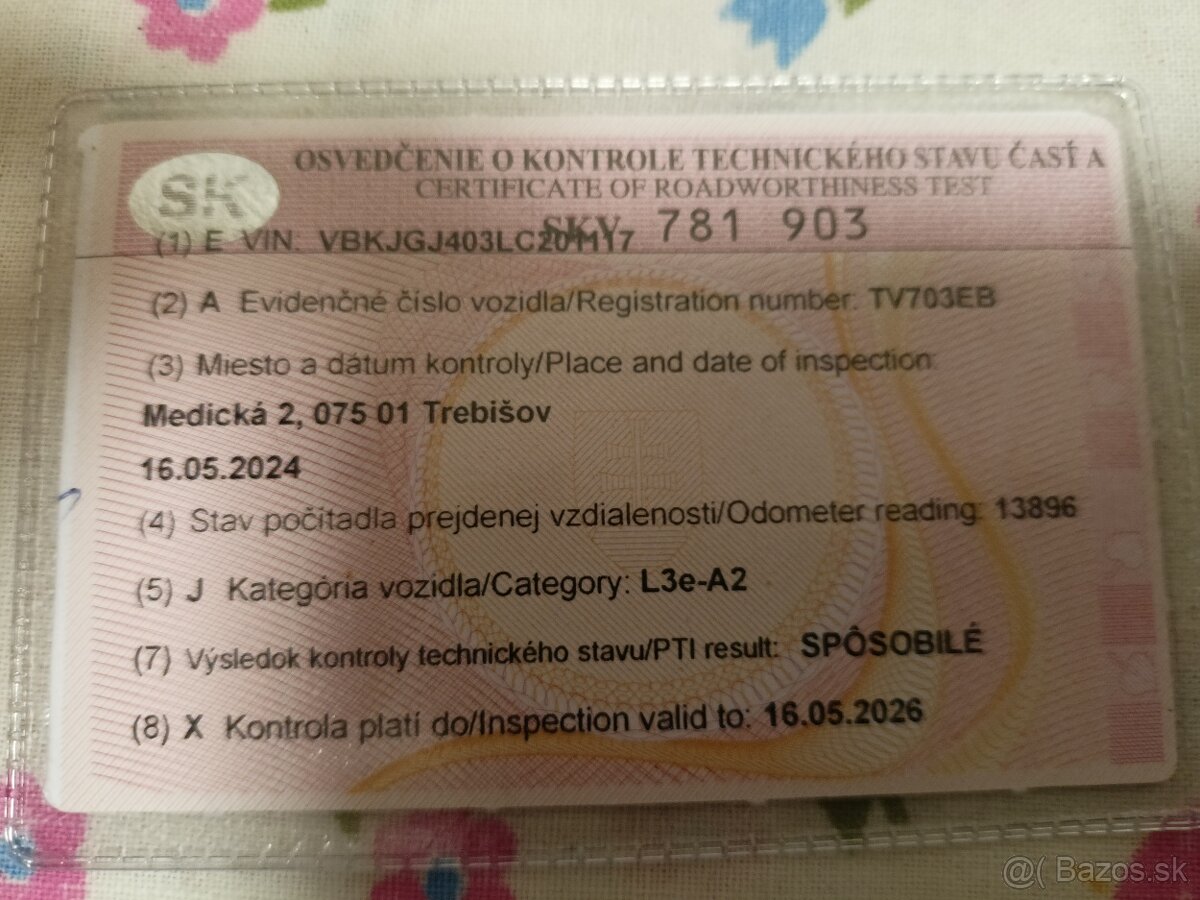 SK
OSVEDČENIE O KONTROLE TECHNICKÉHO STAVU ČASŤ A
CERTIFICATE OF ROADWORTHINESS TEST
SKV 781 903
(1) E VIN: VBKJGJ403LC201117
(2) A Evidenčné číslo vozidla/Registration number: TV703EB
(3) Miesto a dátum kontroly/Place and date of inspection:
Medická 2, 075 01 Trebišov
16.05.2024
(4) Stav počítadla prejdenej vzdialenosti/Odometer reading: 13896
(5) J Kategória vozidla/Category: L3e-A2
(7) Výsledok kontroly technického stavu/PTI result: SPÔSOBILÉ
(8) X Kontrola platí do/Inspection valid to: 16.05.2026
@( Bazos.sk